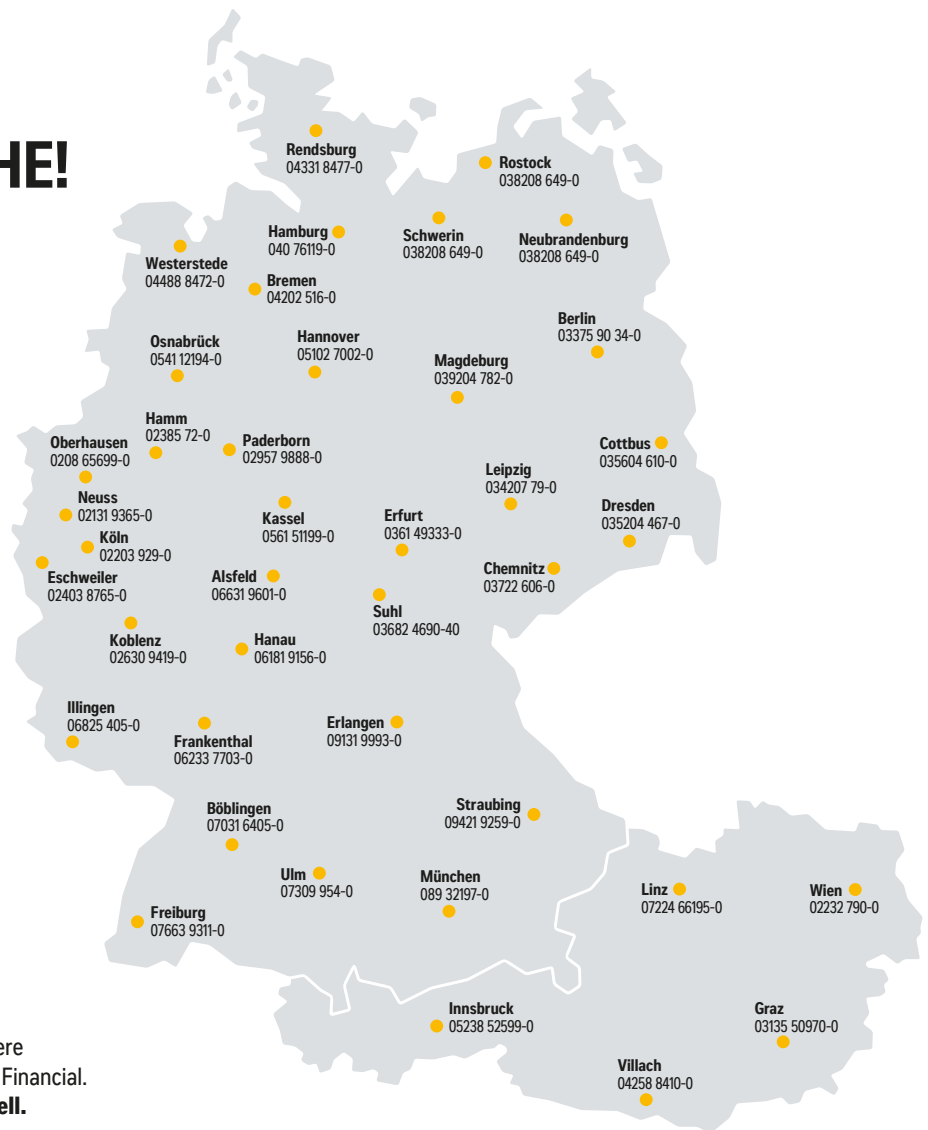 HE!
Rendsburg
04331 8477-0
Rostock
038208 649-0
Hamburg
040 76119-0
Schwerin
038208 649-0
Neubrandenburg
038208 649-0
Westerstede
04488 8472-0
Bremen
04202 516-0
Berlin
03375 90 34-0
Osnabrück
0541 12194-0
Hannover
05102 7002-0
Magdeburg
039204 782-0
Hamm
02385 72-0
Oberhausen
0208 65699-0
Paderborn
02957 9888-0
Cottbus
035604 610-0
Leipzig
034207 79-0
Neuss
02131 9365-0
Kassel
0561 51199-0
Erfurt
0361 49333-0
Dresden
035204 467-0
Köln
02203 929-0
Eschweiler
02403 8765-0
Alsfeld
06631 9601-0
Chemnitz
03722 606-0
Suhl
03682 4690-40
Koblenz
02630 9419-0
Hanau
06181 9156-0
Illingen
06825 405-0
Frankenthal
06233 7703-0
Erlangen
09131 9993-0
Böblingen
07031 6405-0
Straubing
09421 9259-0
Ulm
07309 954-0
München
089 32197-0
Linz
07224 66195-0
Wien
02232 790-0
Freiburg
07663 9311-0
Innsbruck
05238 52599-0
Graz
03135 50970-0
Villach
04258 8410-0
ere
Financial.
ell.